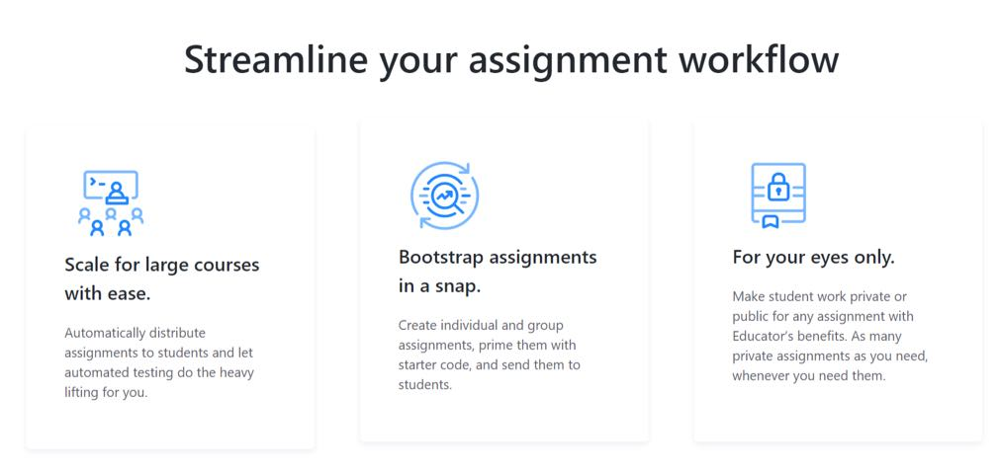 Streamline your assignment workflow
Scale for large courses
with ease.
Automatically distribute
assignments to students and let
automated testing do the heavy
lifting for you.
Bootstrap assignments
in a snap.
Create individual and group
assignments, prime them with
starter code, and send them to
students.
For your eyes only.
Make student work private or
public for any assignment with
Educator’s benefits. As many
private assignments as you need,
whenever you need them.